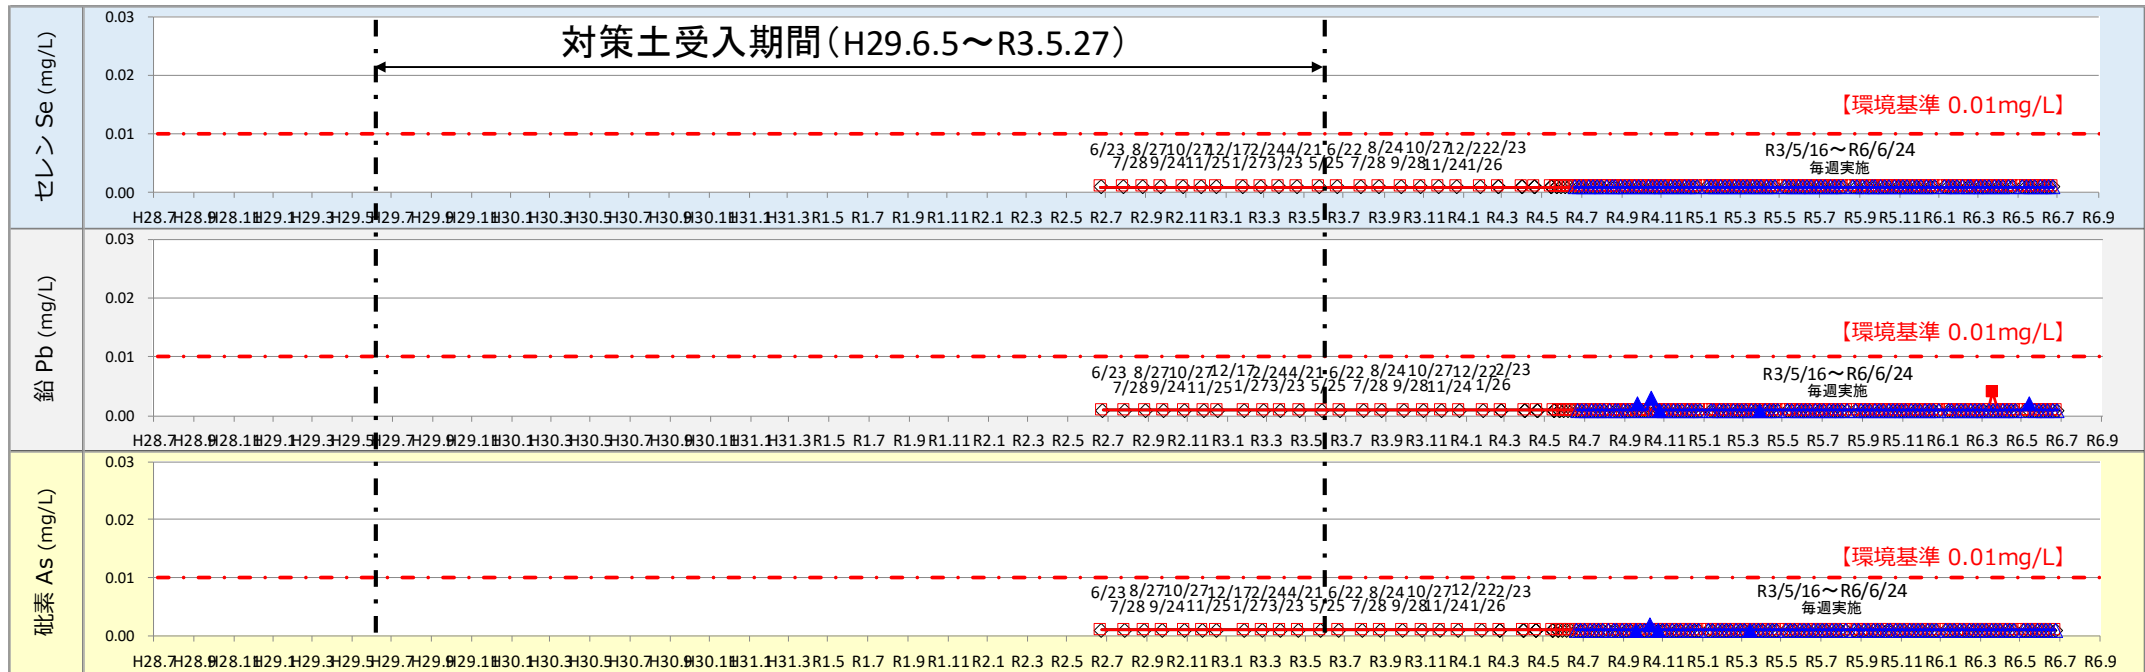 対策土受入期間(H29.6.5～R3.5.27)
セレン Se (mg/L)
0.03
0.02
0.01
0.00
【環境基準 0.01mg/L】
6/23 8/27 10/27 12/17 2/24 4/21 6/22 8/24 10/27 12/22 2/23
7/28 9/24 11/25 1/27 3/23 5/25 7/28 9/28 11/24 1/26
R3/5/16～R6/6/24
毎週実施
H28.7 H28.9 H28.11 H29.1 H29.3 H29.5 H29.7 H29.9 H29.11 H30.1 H30.3 H30.5 H30.7 H30.9 H30.11 H31.1 H31.3 R1.5 R1.7 R1.9 R1.11 R2.1 R2.3 R2.5 R2.7 R2.9 R2.11 R3.1 R3.3 R3.5 R3.7 R3.9 R3.11 R4.1 R4.3 R4.5 R4.7 R4.9 R4.11 R5.1 R5.3 R5.5 R5.7 R5.9 R5.11 R6.1 R6.3 R6.5 R6.7 R6.9
鉛 Pb (mg/L)
0.03
0.02
0.01
0.00
【環境基準 0.01mg/L】
6/23 8/27 10/27 12/17 2/24 4/21 6/22 8/24 10/27 12/22 2/23
7/28 9/24 11/25 1/27 3/23 5/25 7/28 9/28 11/24 1/26
R3/5/16～R6/6/24
毎週実施
H28.7 H28.9 H28.11 H29.1 H29.3 H29.5 H29.7 H29.9 H29.11 H30.1 H30.3 H30.5 H30.7 H30.9 H30.11 H31.1 H31.3 R1.5 R1.7 R1.9 R1.11 R2.1 R2.3 R2.5 R2.7 R2.9 R2.11 R3.1 R3.3 R3.5 R3.7 R3.9 R3.11 R4.1 R4.3 R4.5 R4.7 R4.9 R4.11 R5.1 R5.3 R5.5 R5.7 R5.9 R5.11 R6.1 R6.3 R6.5 R6.7 R6.9
砒素 As (mg/L)
0.03
0.02
0.01
0.00
【環境基準 0.01mg/L】
6/23 8/27 10/27 12/17 2/24 4/21 6/22 8/24 10/27 12/22 2/23
7/28 9/24 11/25 1/27 3/23 5/25 7/28 9/28 11/24 1/26
R3/5/16～R6/6/24
毎週実施
H28.7 H28.9 H28.11 H29.1 H29.3 H29.5 H29.7 H29.9 H29.11 H30.1 H30.3 H30.5 H30.7 H30.9 H30.11 H31.1 H31.3 R1.5 R1.7 R1.9 R1.11 R2.1 R2.3 R2.5 R2.7 R2.9 R2.11 R3.1 R3.3 R3.5 R3.7 R3.9 R3.11 R4.1 R4.3 R4.5 R4.7 R4.9 R4.11 R5.1 R5.3 R5.5 R5.7 R5.9 R5.11 R6.1 R6.3 R6.5 R6.7 R6.9